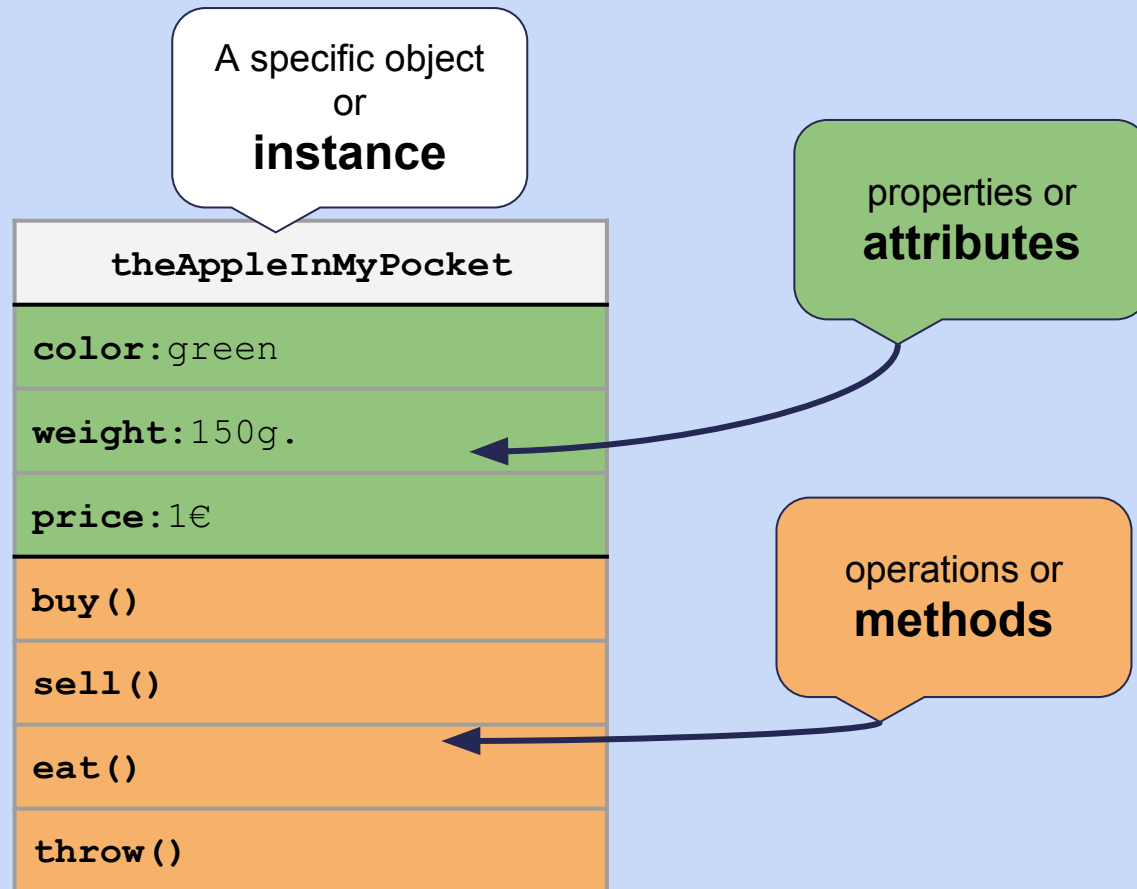 A specific object
or
instance
properties or
attributes
theAppleInMyPocket
color:green
weight:150g.
price:1€
operations or
methods
buy()
sell()
eat()
throw()